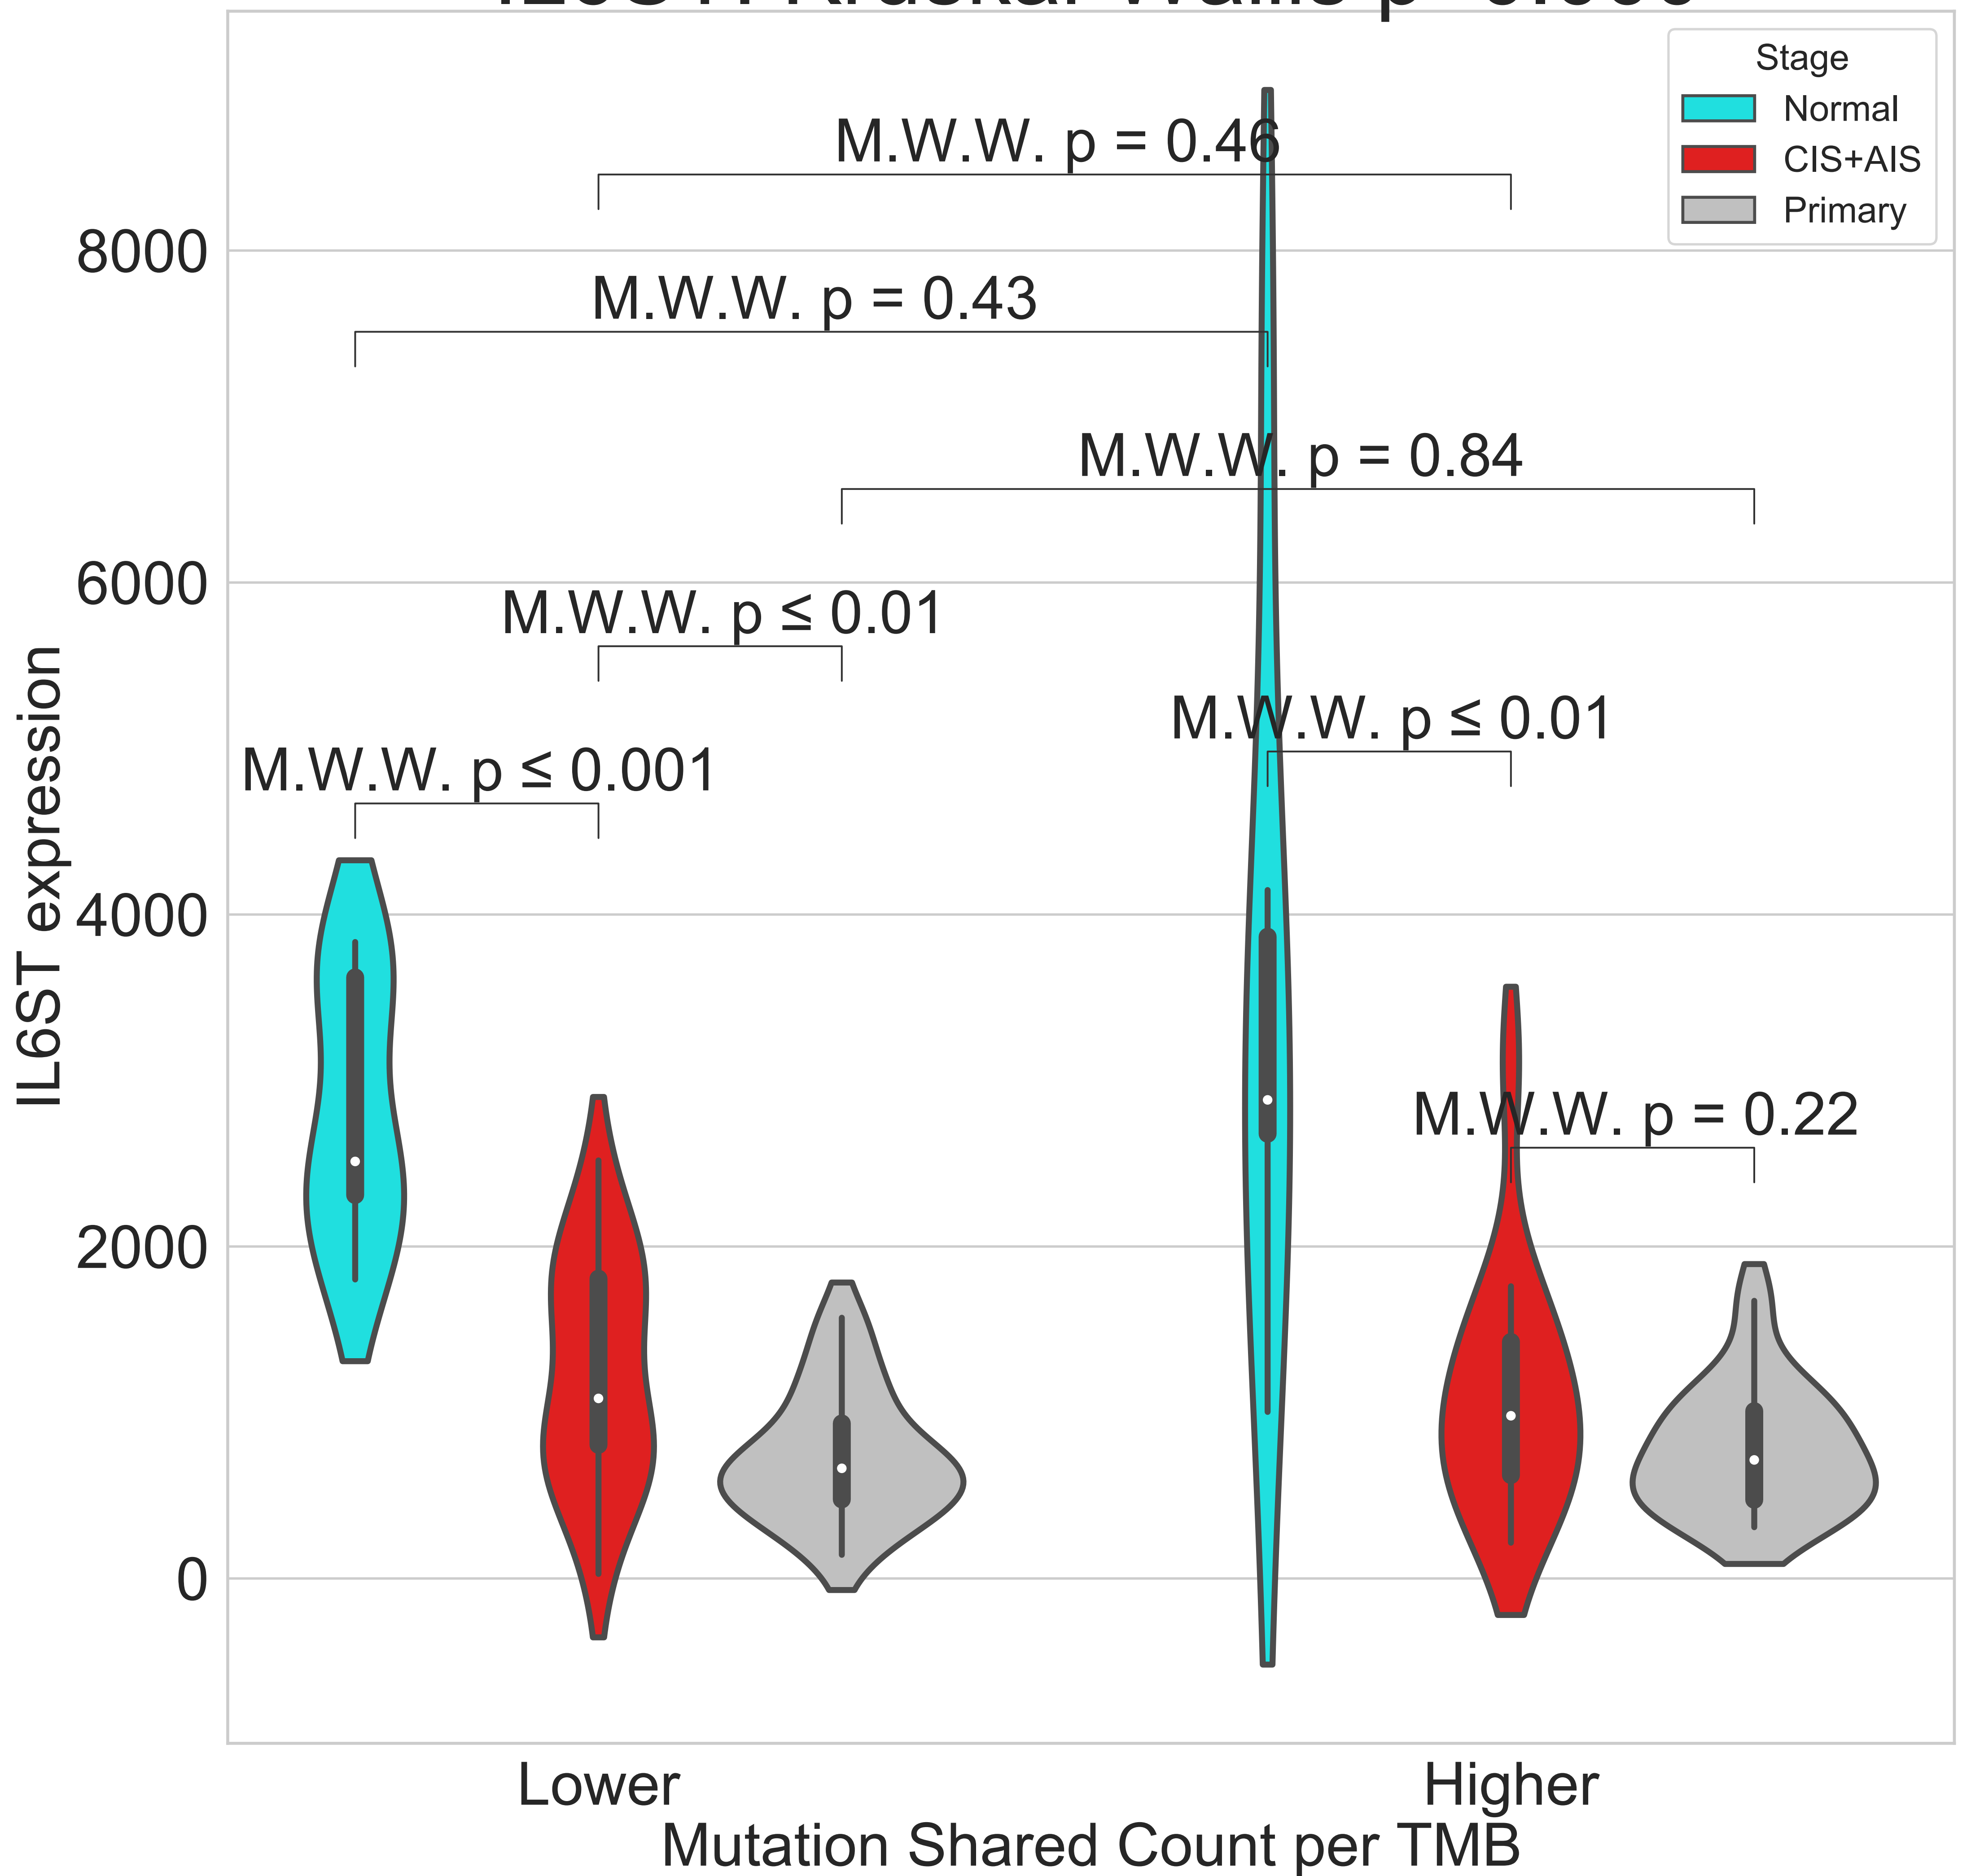 Stage
Normal
CIS+AIS
Primary
M.W.W. p = 0.46
8000
M.W.W. p = 0.43
M.W.W. p = 0.84
6000
M.W.W. p ≤ 0.01
M.W.W. p ≤ 0.01
M.W.W. p ≤ 0.001
IL6ST expression
4000
M.W.W. p = 0.22
2000
0
Lower
Higher
Mutation Shared Count per TMB